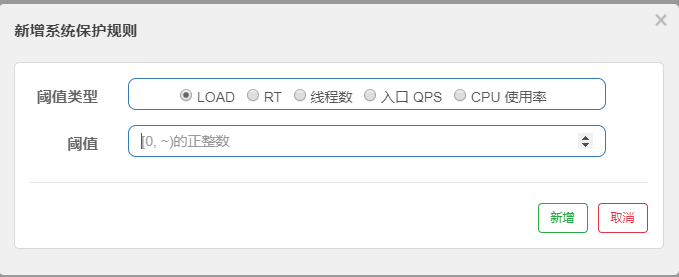 新增系统保护规则
×
阈值类型 LOAD RT 线程数 入口 QPS CPU 使用率
阈值 [0, ~)的正整数
新增 取消